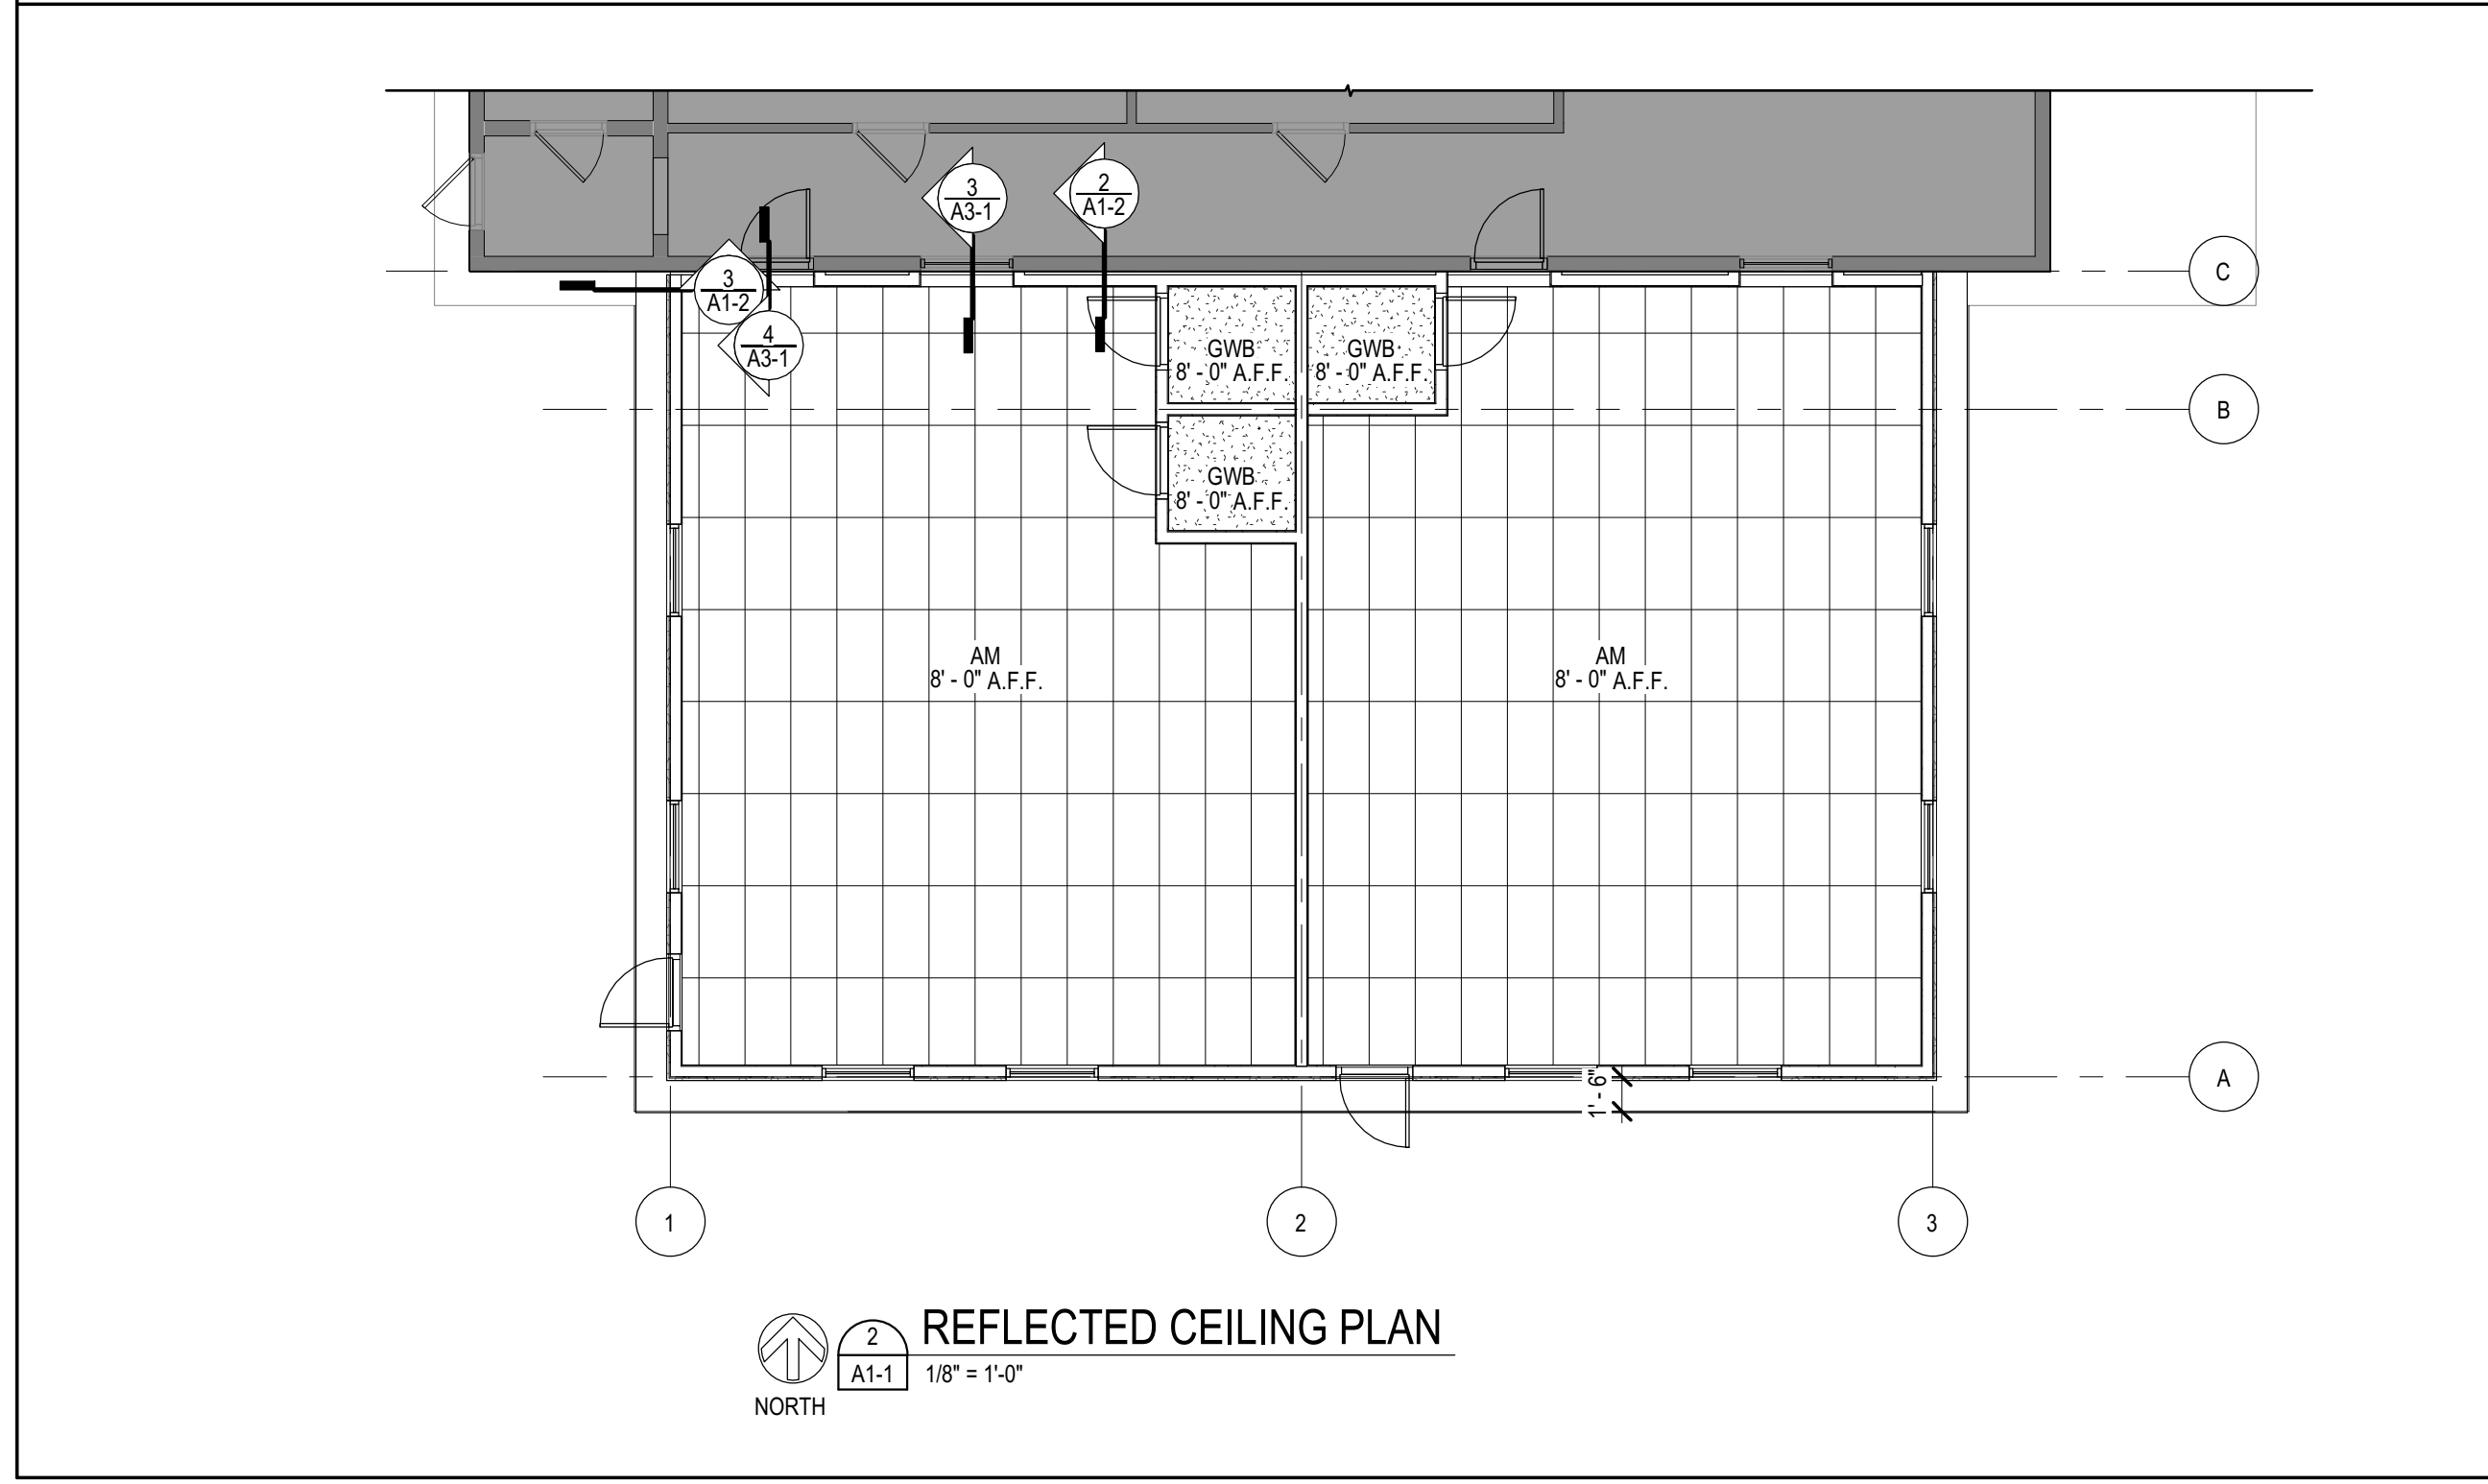 2
A1-2
3
A3-1
3
A1-2
C
4
A3-1
GWB
8' - 0" A.F.F.
GWB
8' - 0" A.F.F.
B
GWB
8' - 0" A.F.F.
AM
8' - 0" A.F.F.
AM
8' - 0" A.F.F.
1' - 6"
A
1
2
3
REFLECTED CEILING PLAN
2
A1-1
1/8" = 1'-0"
NORTH